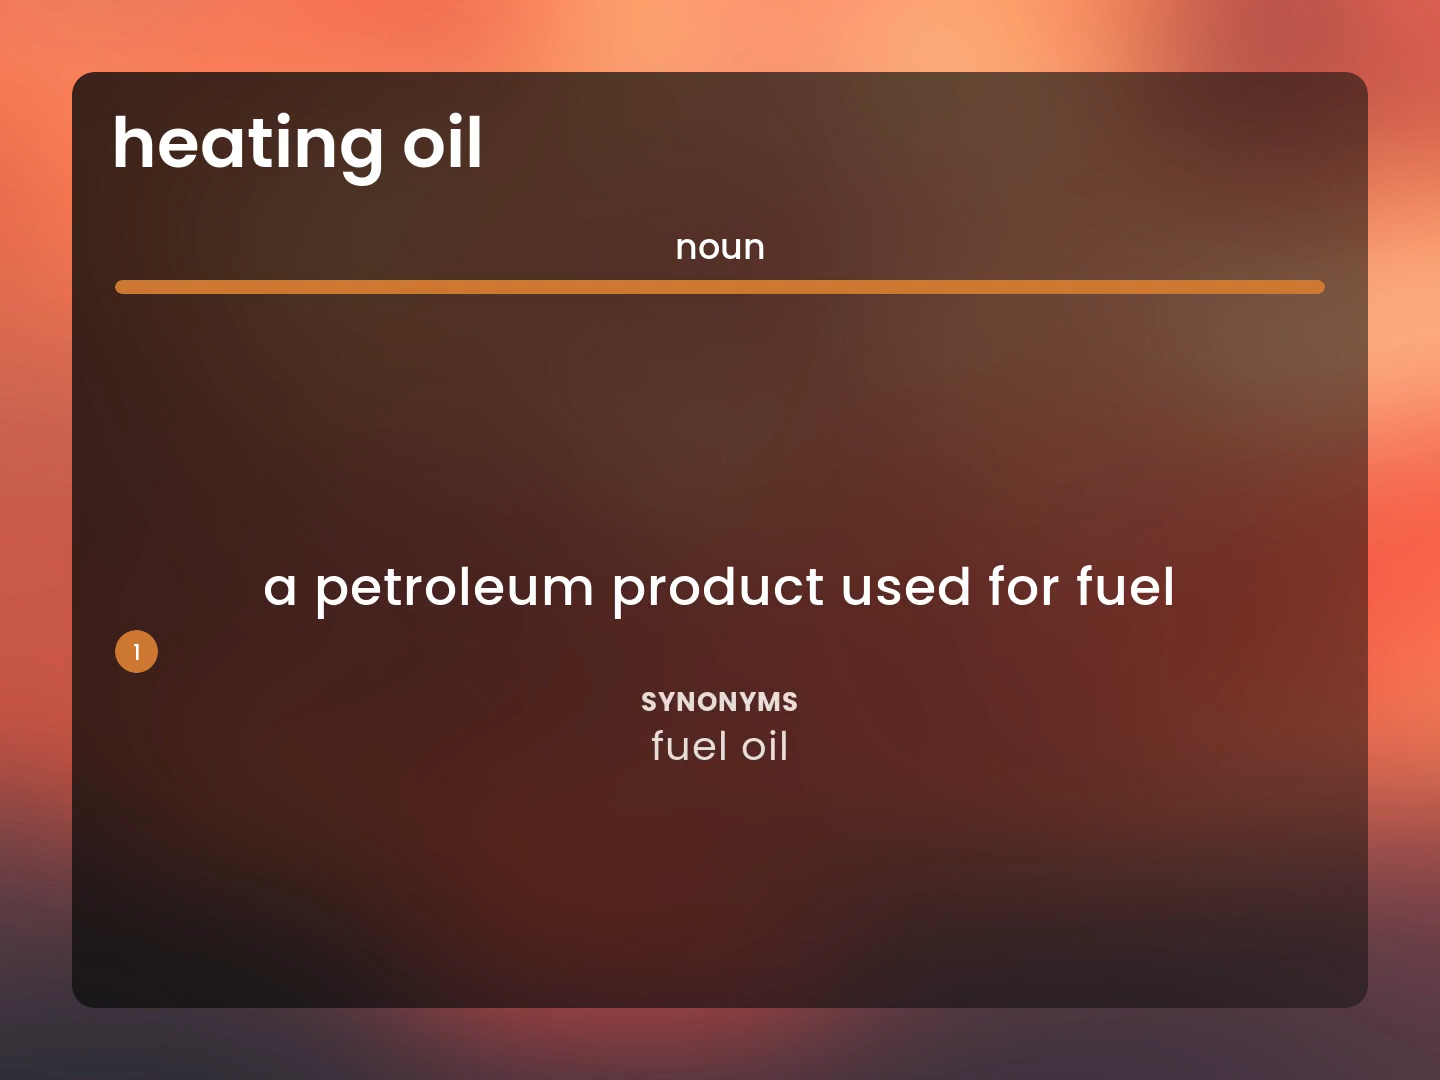 heating oil
noun
a petroleum product used for fuel
1
SYNONYMS
fuel oil